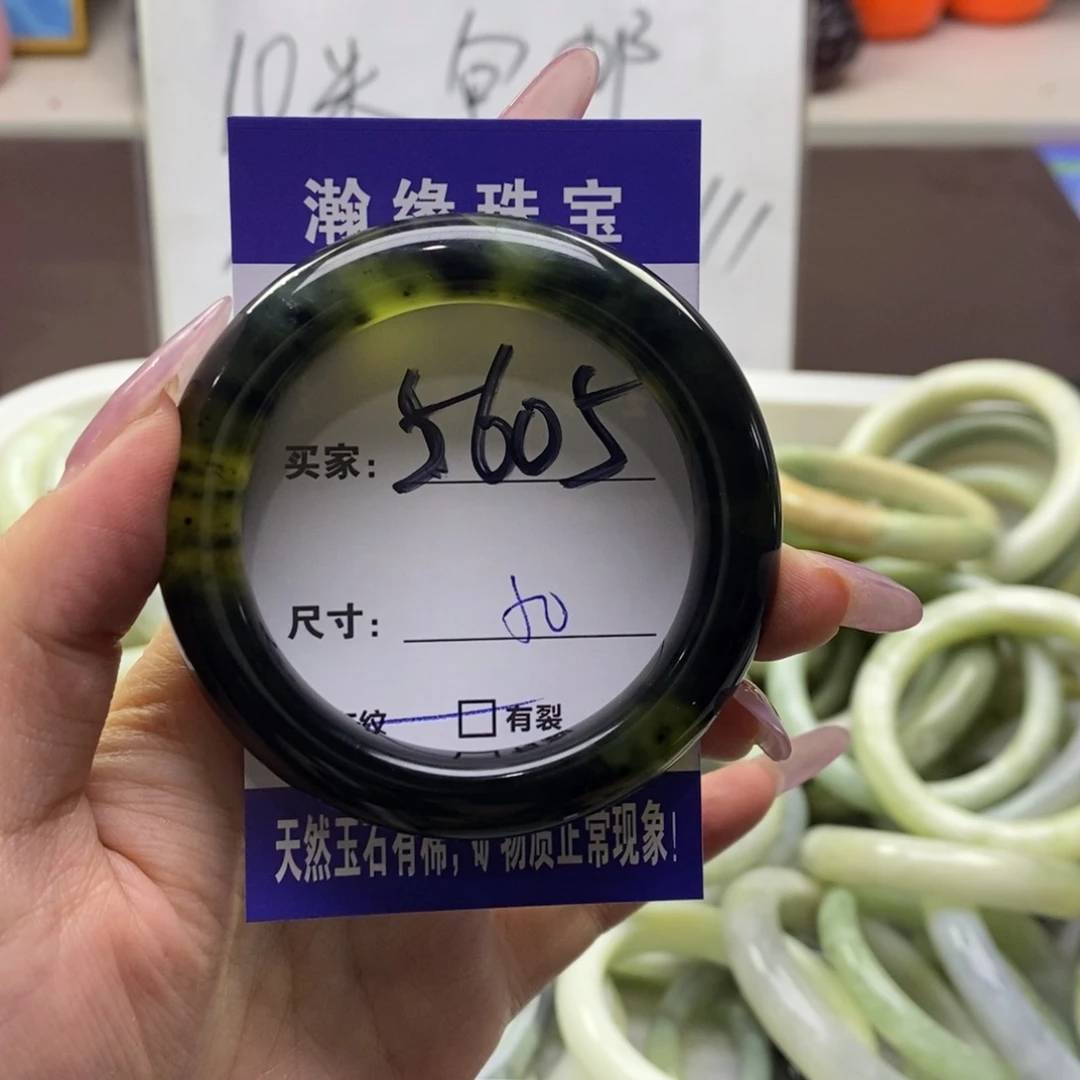 10米 包邮
瀚缘珠宝
买家: 5605
尺寸:
纹 □有裂
天然玉石有棉,矿物质正常现象!